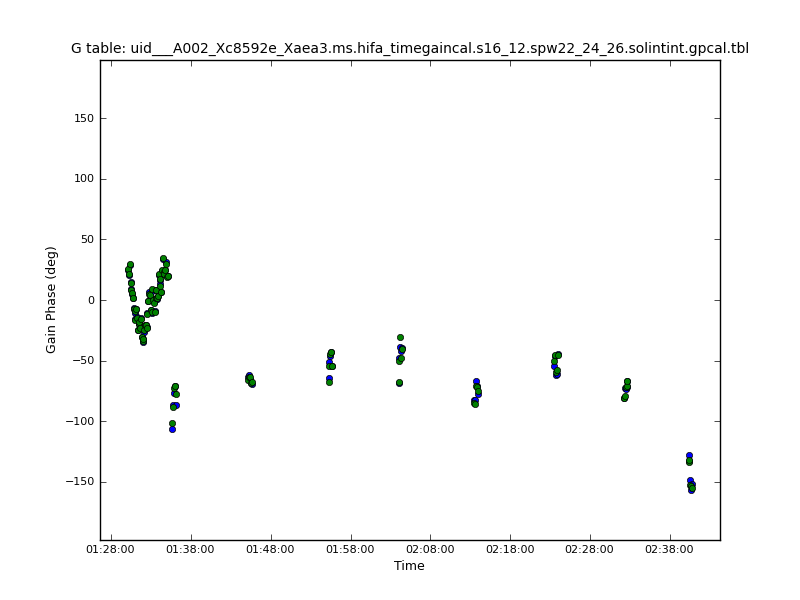 G table: uid___A002_Xc8592e_Xaea3.ms.hifa_timegaincal.s16_12.spw22_24_26.solintint.gpcal.tbl
150
100
50
0
−50
−100
−150
Gain Phase (deg)
01:28:00 01:38:00 01:48:00 01:58:00 02:08:00 02:18:00 02:28:00 02:38:00
Time